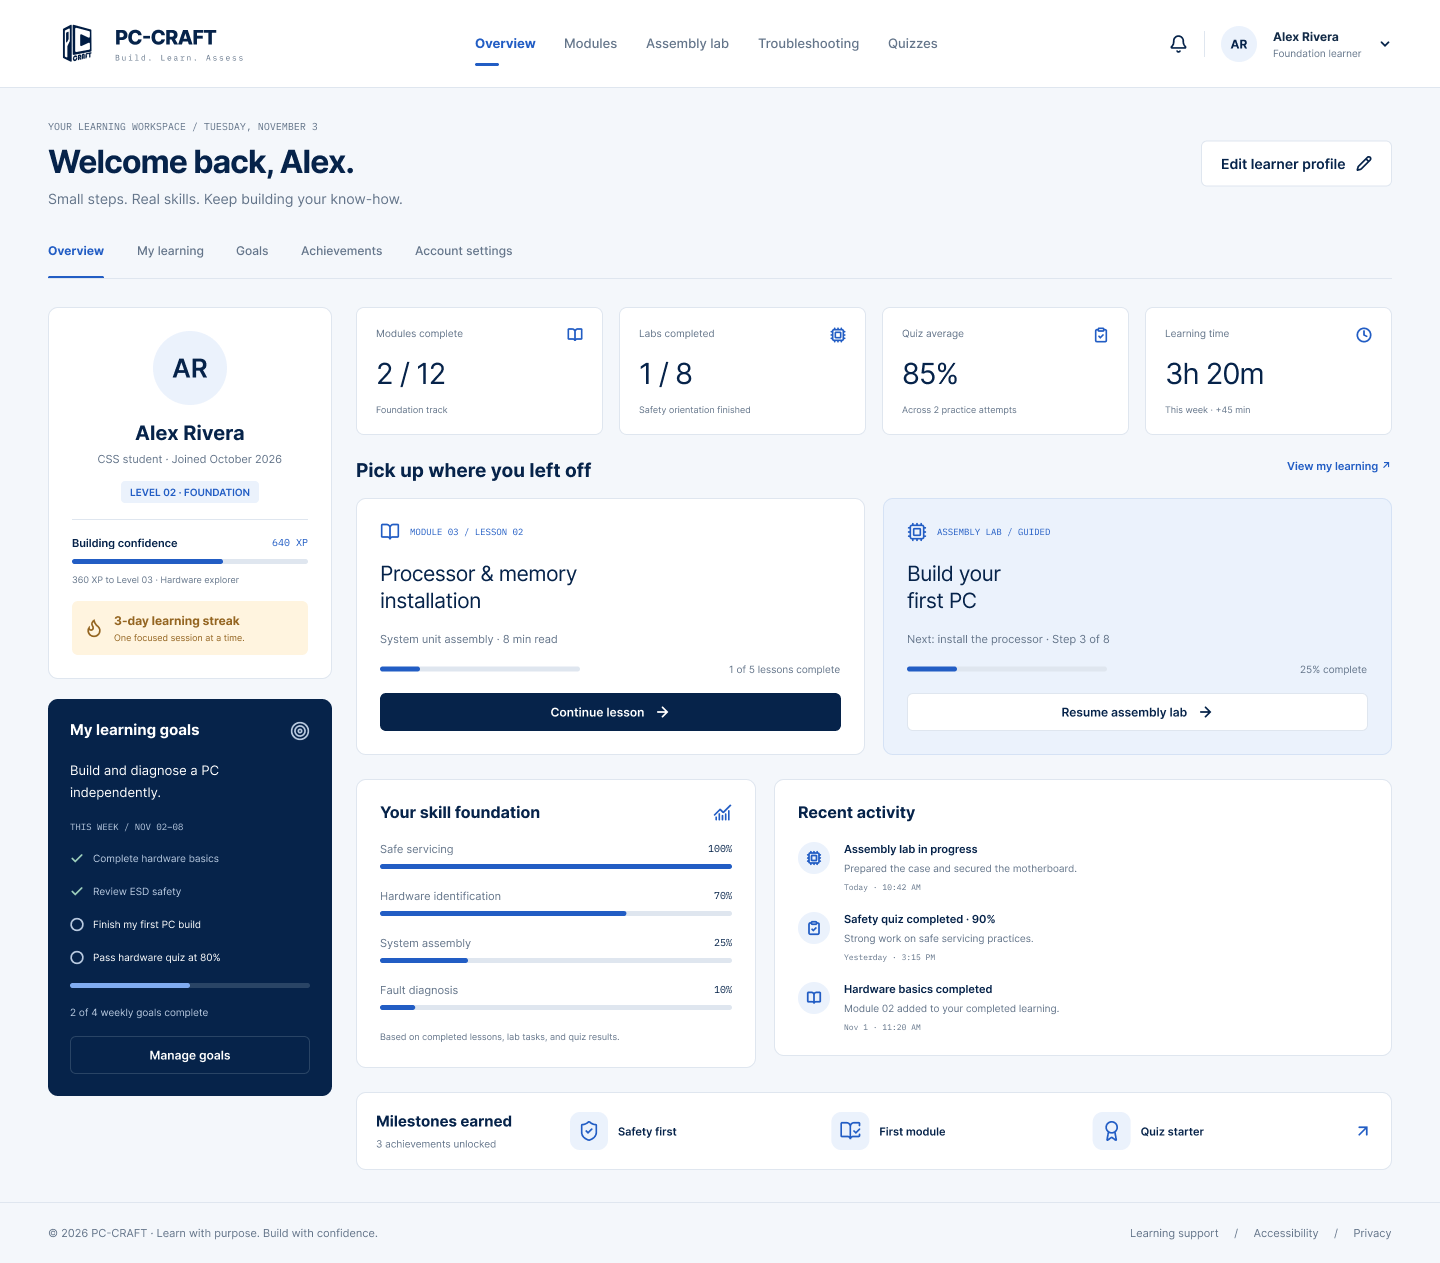 CRAFT
PC-CRAFT
Build. Learn. Assess
Overview
Modules
Assembly lab
Troubleshooting
Quizzes
AR
Alex Rivera
Foundation learner
YOUR LEARNING WORKSPACE / TUESDAY, NOVEMBER 3
Welcome back, Alex.
Small steps. Real skills. Keep building your know-how.
Edit learner profile
Overview
My learning
Goals
Achievements
Account settings
AR
Alex Rivera
CSS student · Joined October 2026
LEVEL 02 · FOUNDATION
Building confidence
640 XP
360 XP to Level 03 · Hardware explorer
3-day learning streak
One focused session at a time.
My learning goals
Build and diagnose a PC
independently.
THIS WEEK / NOV 02–08
Complete hardware basics
Review ESD safety
Finish my first PC build
Pass hardware quiz at 80%
2 of 4 weekly goals complete
Manage goals
Modules complete
2 / 12
Foundation track
Labs completed
1 / 8
Safety orientation finished
Quiz average
85%
Across 2 practice attempts
Learning time
3h 20m
This week · +45 min
Pick up where you left off
View my learning
MODULE 03 / LESSON 02
Processor & memory
installation
System unit assembly · 8 min read
1 of 5 lessons complete
Continue lesson
ASSEMBLY LAB / GUIDED
Build your
first PC
Next: install the processor · Step 3 of 8
25% complete
Resume assembly lab
Your skill foundation
Safe servicing
100%
Hardware identification
70%
System assembly
25%
Fault diagnosis
10%
Based on completed lessons, lab tasks, and quiz results.
Recent activity
Assembly lab in progress
Prepared the case and secured the motherboard.
Today · 10:42 AM
Safety quiz completed · 90%
Strong work on safe servicing practices.
Yesterday · 3:15 PM
Hardware basics completed
Module 02 added to your completed learning.
Nov 1 · 11:20 AM
Milestones earned
3 achievements unlocked
Safety first
First module
Quiz starter
© 2026 PC-CRAFT · Learn with purpose. Build with confidence.
Learning support / Accessibility / Privacy